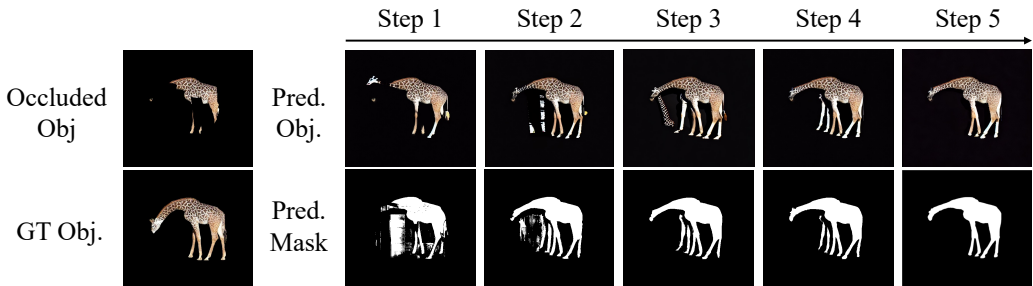 Step 1 Step 2 Step 3 Step 4 Step 5
Occluded
Obj
Pred.
Obj.
GT Obj.
Pred.
Mask